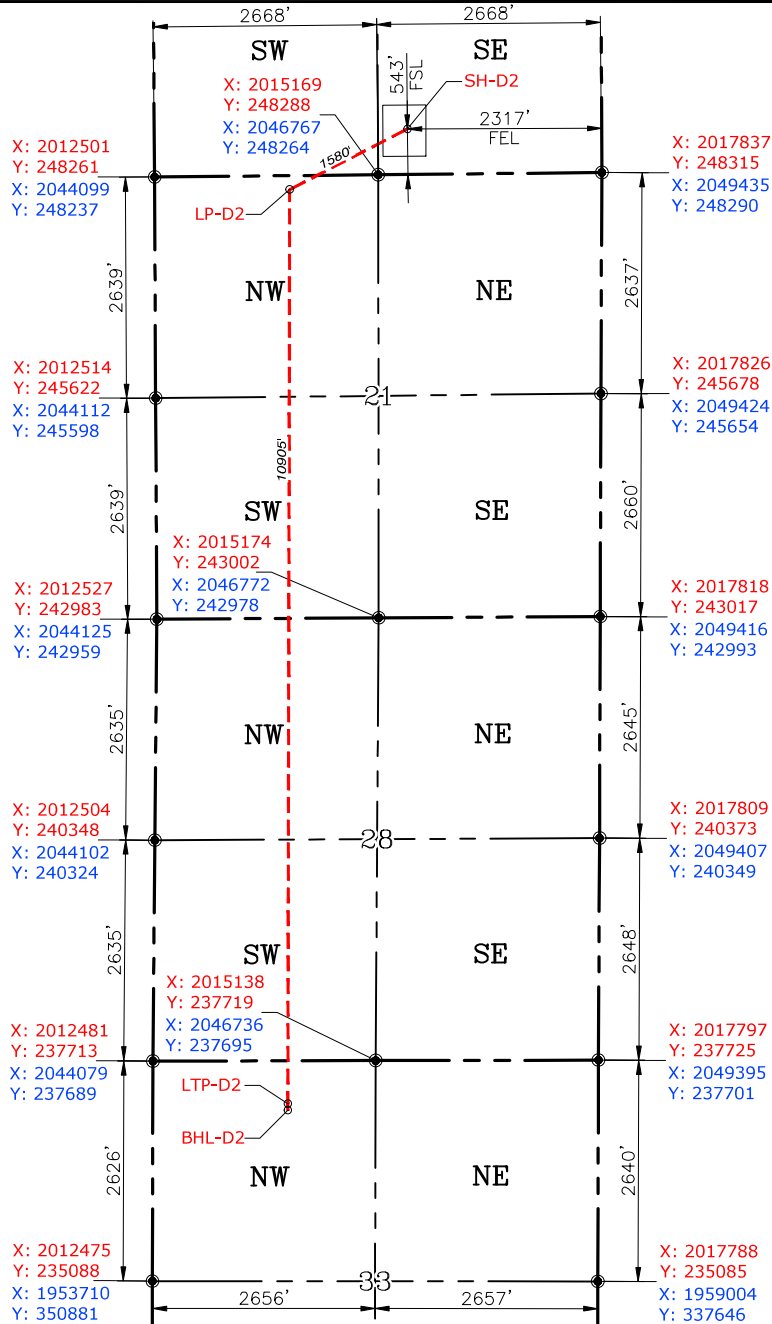 2668'
2668'
SW
SE
543'
FSL
SH-D2
2317'
FEL
X: 2015169
Y: 248288
X: 2046767
Y: 248264
1580'
X: 2012501
Y: 248261
X: 2044099
Y: 248237
X: 2017837
Y: 248315
X: 2049435
Y: 248290
LP-D2
2639'
NW
NE
2637'
X: 2012514
Y: 245622
X: 2044112
Y: 245598
21
X: 2017826
Y: 245678
X: 2049424
Y: 245654
10905'
2639'
SW
SE
2660'
X: 2015174
Y: 243002
X: 2046772
Y: 242978
X: 2012527
Y: 242983
X: 2044125
Y: 242959
X: 2017818
Y: 243017
X: 2049416
Y: 242993
2635'
NW
NE
2645'
X: 2012504
Y: 240348
X: 2044102
Y: 240324
28
X: 2017809
Y: 240373
X: 2049407
Y: 240349
2635'
SW
SE
2648'
X: 2015138
Y: 237719
X: 2046736
Y: 237695
X: 2012481
Y: 237713
X: 2044079
Y: 237689
X: 2017797
Y: 237725
X: 2049395
Y: 237701
LTP-D2
BHL-D2
2626'
NW
NE
2640'
X: 2012475
Y: 235088
X: 1953710
Y: 350881
33
X: 2017788
Y: 235085
X: 1959004
Y: 337646
2656'
2657'